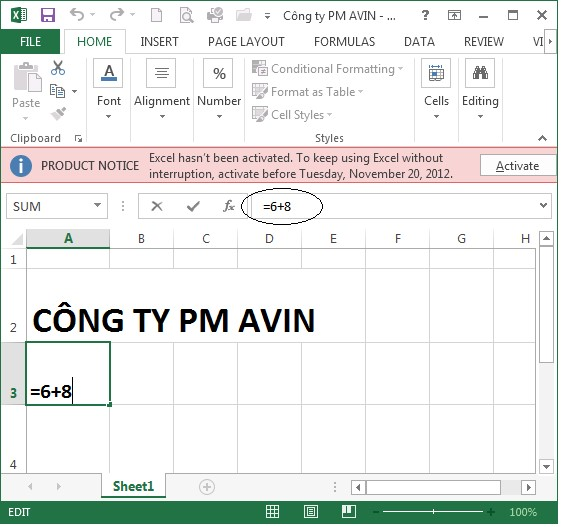 Công ty PM AVIN - ...
FILE HOME INSERT PAGE LAYOUT FORMULAS DATA REVIEW VI
Paste
Clipboard
Font
Alignment
%
Number
Conditional Formatting
Format as Table
Cell Styles
Styles
Cells
Editing
PRODUCT NOTICE Excel hasn't been activated. To keep using Excel without
interruption, activate before Tuesday, November 20, 2012.
Activate
SUM fx =6+8
A B C D E F G H
1
2 CÔNG TY PM AVIN
3 =6+8
4
Sheet1
EDIT 100%